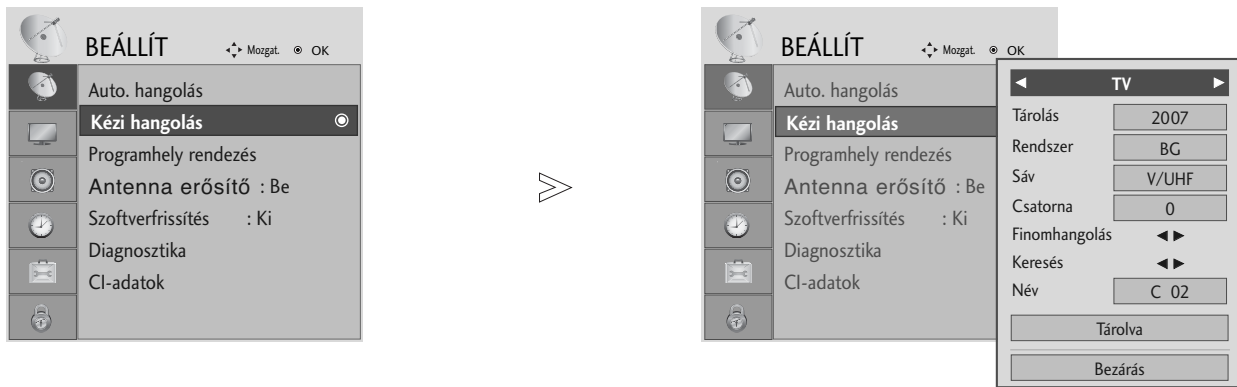 BEÁLLÍT Mozgat. OK
Auto. hangolás
Kézi hangolás
Programhely rendezés
Antenna erősítő : Be
Szoftverfrissítés : Ki
Diagnosztika
CI-adatok
BEÁLLÍT Mozgat. OK
Auto. hangolás
Kézi hangolás
Programhely rendezés
Antenna erősítő : Be
Szoftverfrissítés : Ki
Diagnosztika
CI-adatok
◄ TV ►
Tárolás 2007
Rendszer BG
Sáv V/UHF
Csatorna 0
Finomhangolás ◄ ►
Keresés ◄ ►
Név C 02
Tárolva
Bezárás